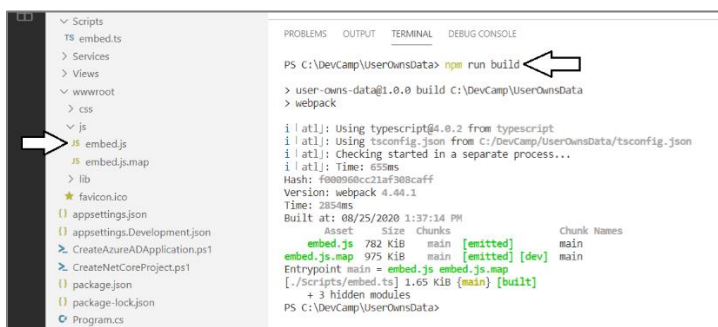 Scripts
TS embed.ts
Services
Views
wwwroot
css
js
JS embed.js
JS embed.js.map
lib
favicon.ico
{} appsettings.json
{} appsettings.Development.json
CreateAzureADApplication.ps1
CreateNetCoreProject.ps1
{} package.json
{} package-lock.json
C# Program.cs
PROBLEMS OUTPUT TERMINAL DEBUG CONSOLE
PS C:\DevCamp\UserOwnsData> npm run build
> user-owns-data@1.0.0 build C:\DevCamp\UserOwnsData
> webpack
i ｢atl｣: Using typescript@4.0.2 from typescript
i ｢atl｣: Using tsconfig.json from C:/DevCamp/UserOwnsData/tsconfig.json
i ｢atl｣: Checking started in a separate process...
i ｢atl｣: Time: 655ms
Hash: f000960cc21af308caff
Version: webpack 4.44.1
Time: 2854ms
Built at: 08/25/2020 1:37:14 PM
Asset Size Chunks Chunk Names
embed.js 782 KiB main [emitted] main
embed.js.map 975 KiB main [emitted] [dev] main
Entrypoint main = embed.js embed.js.map
[./Scripts/embed.ts] 1.65 KiB {main} [built]
+ 3 hidden modules
PS C:\DevCamp\UserOwnsData>